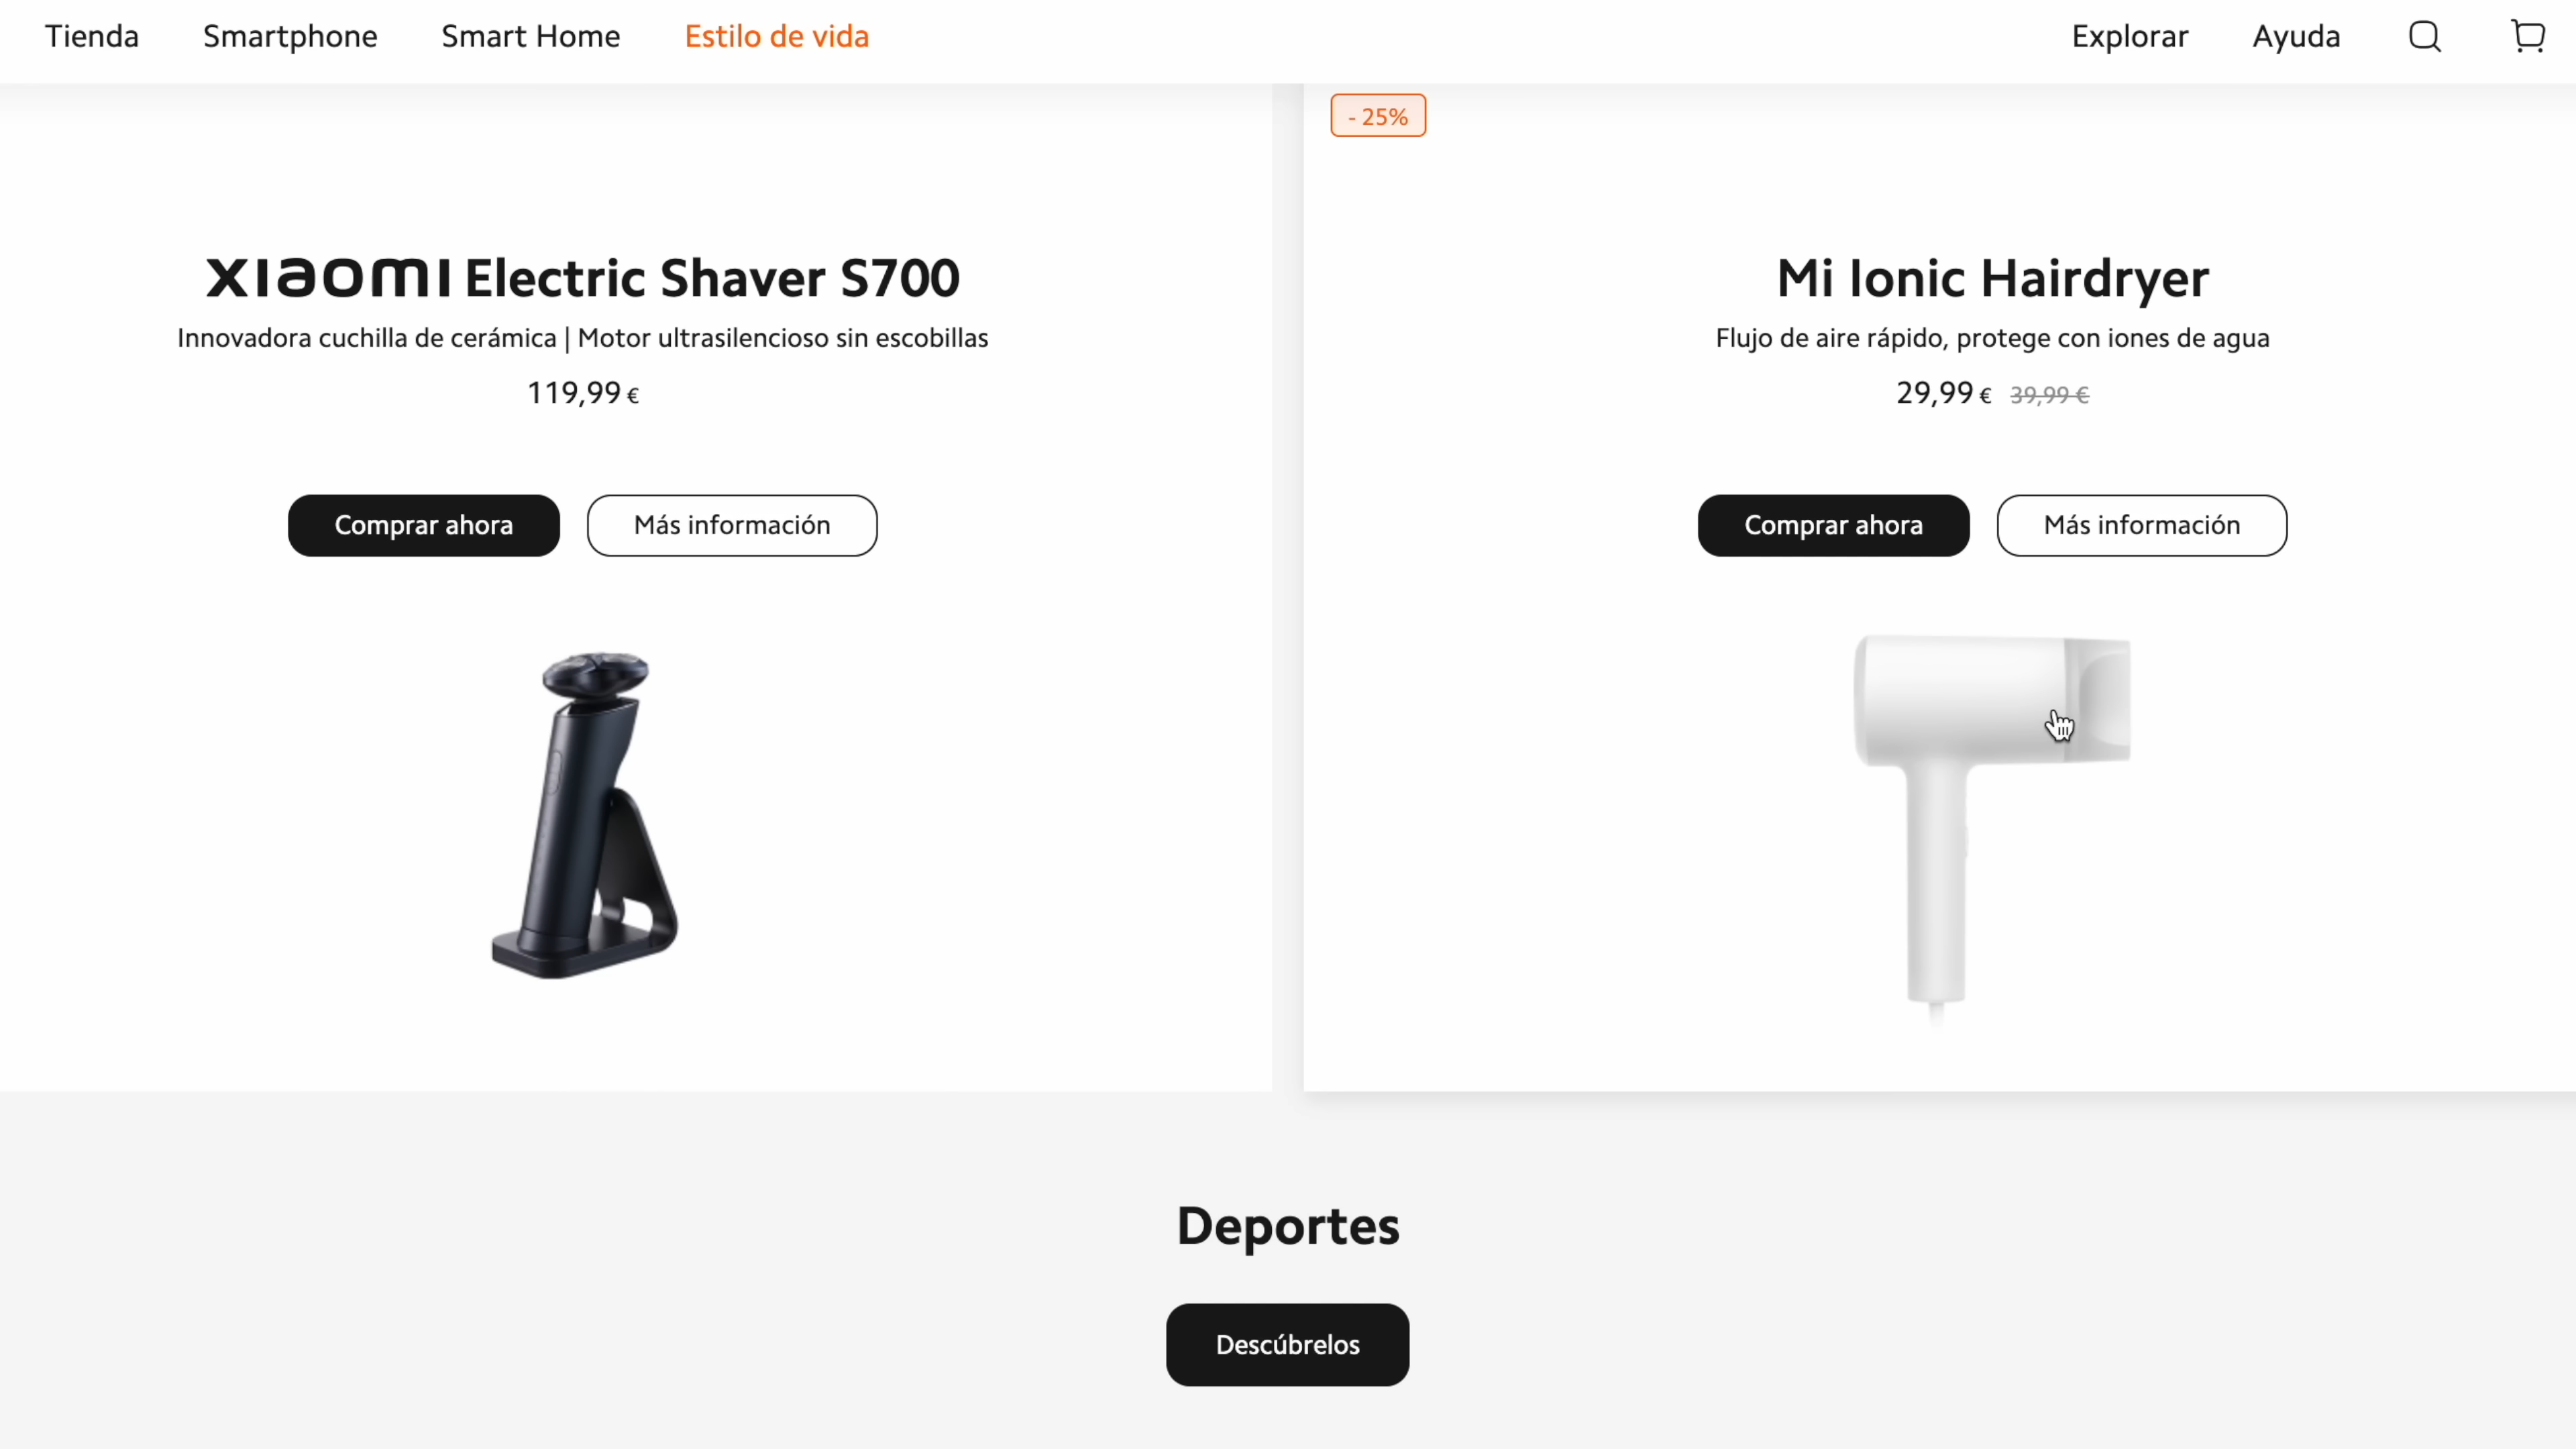 Tienda Smartphone Smart Home Estilo de vida Explorar Ayuda
- 25%
xiaomi Electric Shaver S700
Innovadora cuchilla de cerámica | Motor ultrasilencioso sin escobillas
119,99 €
Comprar ahora Más información
Mi Ionic Hairdryer
Flujo de aire rápido, protege con iones de agua
29,99 € 39,99 €
Comprar ahora Más información
Deportes
Descúbrelos